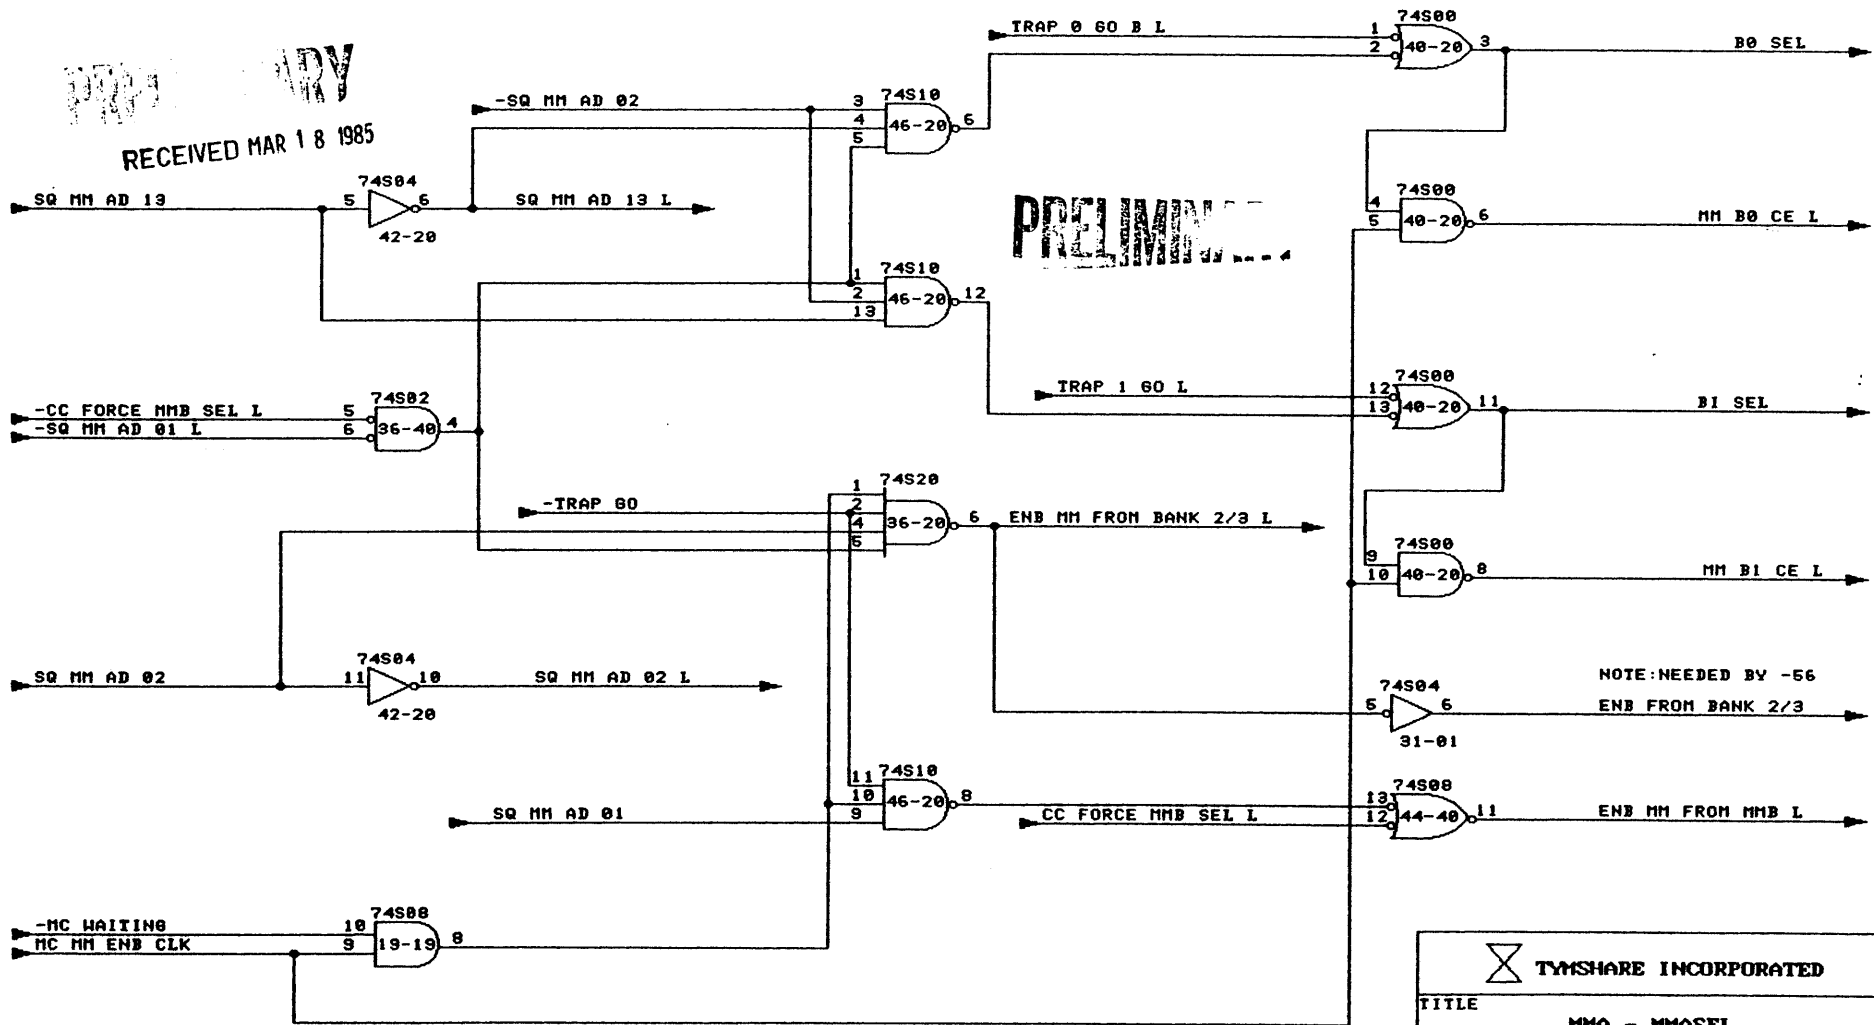 TRAP 0 GO B L
1
2
74S00
40-20
3
B0 SEL
RECEIVED MAR 18 1985
-SQ MM AD 02
3
4
5
74S10
46-20
6
SQ MM AD 13
5
74S04
6
42-20
SQ MM AD 13 L
PRELIMIN
4
5
74S00
40-20
6
MM B0 CE L
1
2
13
74S10
46-20
12
-CC FORCE MMB SEL L
-SQ MM AD 01 L
5
6
74S02
36-40
4
TRAP 1 GO L
12
13
74S00
40-20
11
B1 SEL
-TRAP GO
1
2
4
5
74S20
36-20
6
ENB MM FROM BANK 2/3 L
9
10
74S00
40-20
8
MM B1 CE L
SQ MM AD 02
11
74S04
10
42-20
SQ MM AD 02 L
5
74S04
6
31-01
NOTE:NEEDED BY -56
ENB FROM BANK 2/3
SQ MM AD 01
11
10
9
74S10
46-20
8
CC FORCE MMB SEL L
13
12
74S08
44-40
11
ENB MM FROM MMB L
-MC WAITING
MC MM ENB CLK
10
9
74S08
19-19
8
TYMSHARE INCORPORATED
TITLE